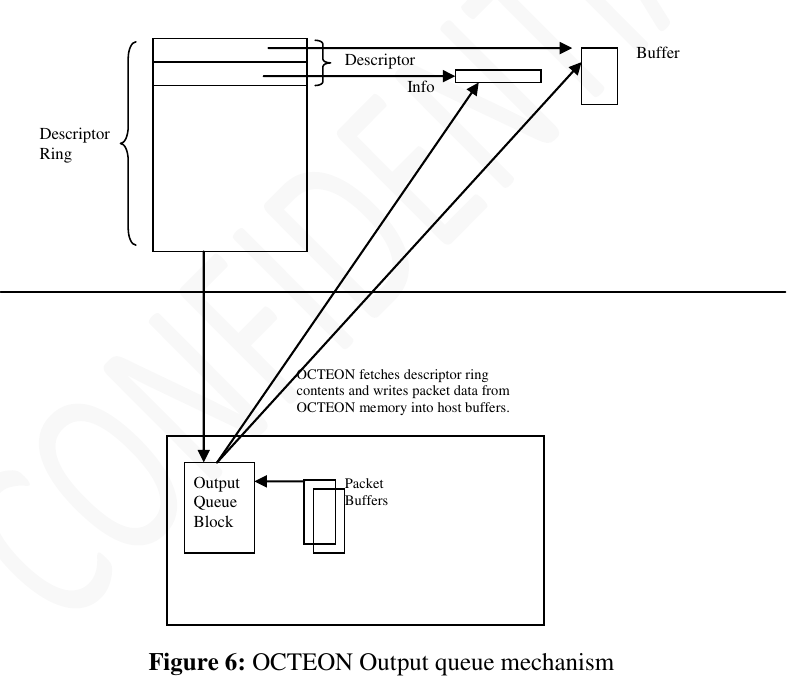 Descriptor
Buffer
Info
Descriptor
Ring
OCTEON fetches descriptor ring
contents and writes packet data from
OCTEON memory into host buffers.
Output
Queue
Block
Packet
Buffers
Figure 6: OCTEON Output queue mechanism
CONFIDENTIAL